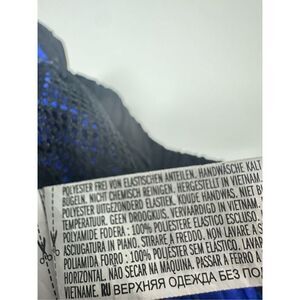 POLYESTER FREI VON ELASTISCHEN ANTEILEN. HANDWÄSCHE KALT
BÜGELN. NICHT CHEMISCH REINIGEN. HERGESTELLT IN VIETNAM.
POLYESTER UITGEZONDERD ELASTIEK. KOUDE HANDWAS. NIET
TEMPERATUUR. GEEN DROOGKUIS. VERVAARDIGD IN VIETNAM.
POLYAMIDE FODERA: 100% POLIESTERE ELASTICO ESCLUSO.
SCIUGATURA IN PIANO. STIRARE A FREDDO. NON LAVARE A
POLIAMIDA FORRO: 100% POLIÉSTER SEM ELÁSTICO. LAVAR
HORIZONTAL. NÃO SECAR NA MAQUINA. PASSAR A FERRO
VIETNAME. RU ВЕРХНЯЯ ОДЕЖДА БЕЗ